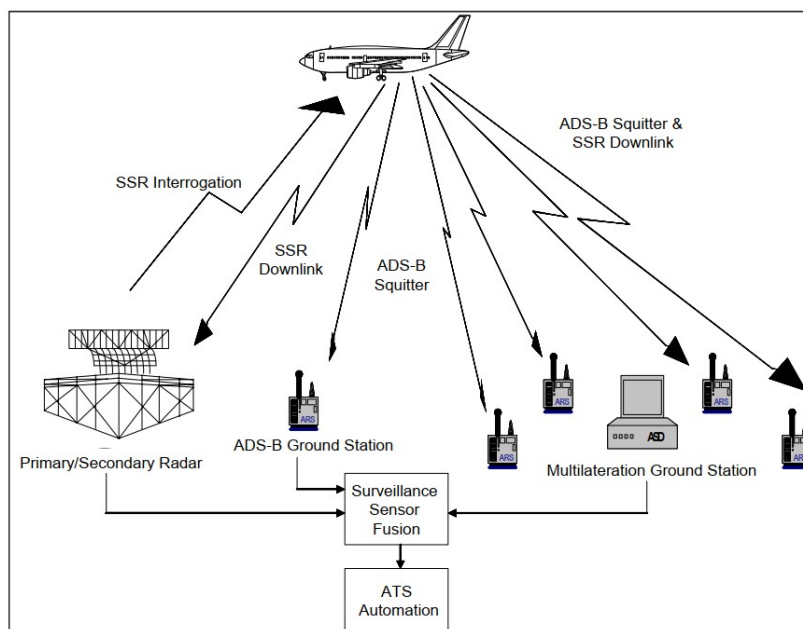 ADS-B Squitter &
SSR Downlink
SSR Interrogation
SSR
Downlink
ADS-B
Squitter
ARS
ARS
ARS
ARS
ARS
ASD
ADS-B Ground Station
Primary/Secondary Radar
Multilateration Ground Station
Surveillance
Sensor
Fusion
ATS
Automation